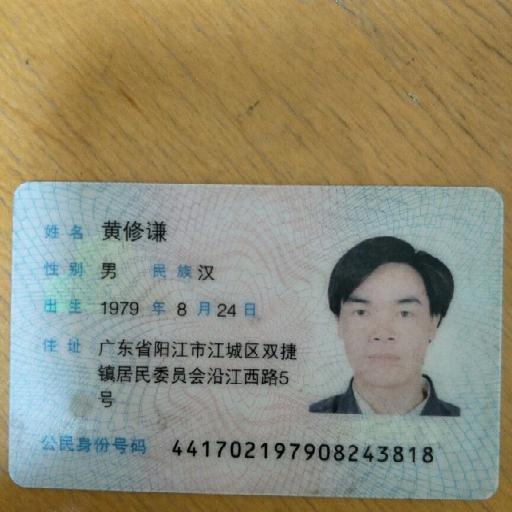 姓名 黄修谦
性别 男 民族 汉
出生 1979 年 8 月 24 日
住址 广东省阳江市江城区双捷
镇居民委员会沿江西路5
号
公民身份号码 441702197908243818